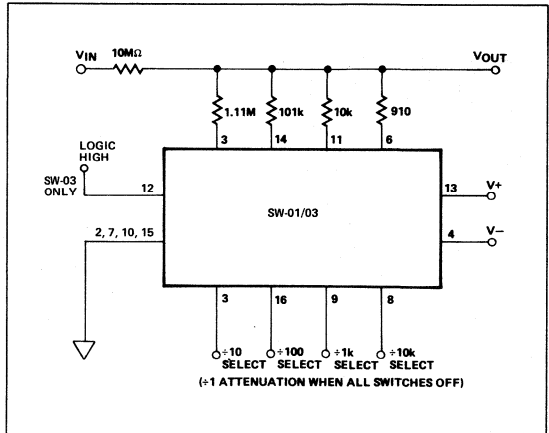 VIN 10MΩ VOUT
1.11M 101k 10k 910
3 14 11 6
LOGIC
HIGH
SW-03
ONLY
12
13 V+
SW-01/03
2, 7, 10, 15
4 V−
3 16 9 8
÷10 ÷100 ÷1k ÷10k
SELECT SELECT SELECT SELECT
(÷1 ATTENUATION WHEN ALL SWITCHES OFF)